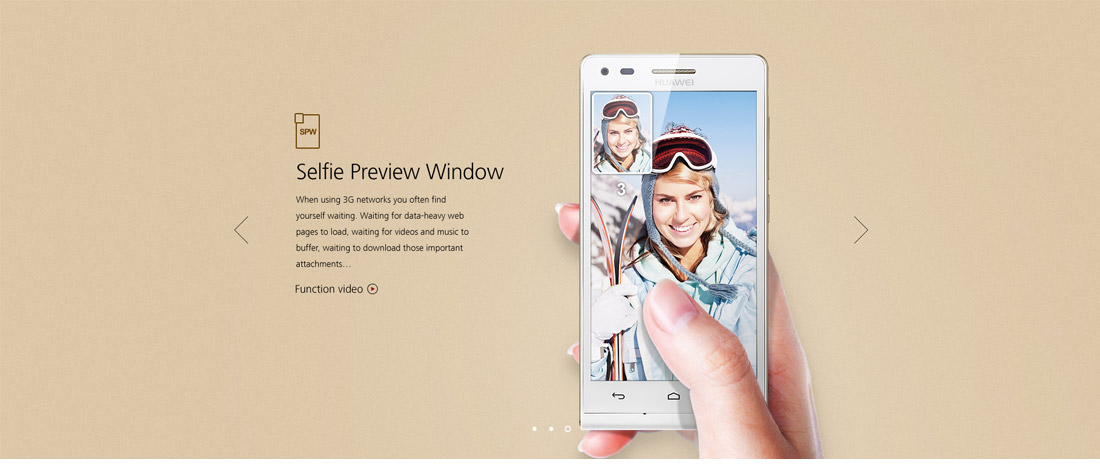 HUAWEI
SPW
Selfie Preview Window
3
When using 3G networks you often find
yourself waiting. Waiting for data-heavy web
pages to load, waiting for videos and music to
buffer, waiting to download those important
attachments...
Function video